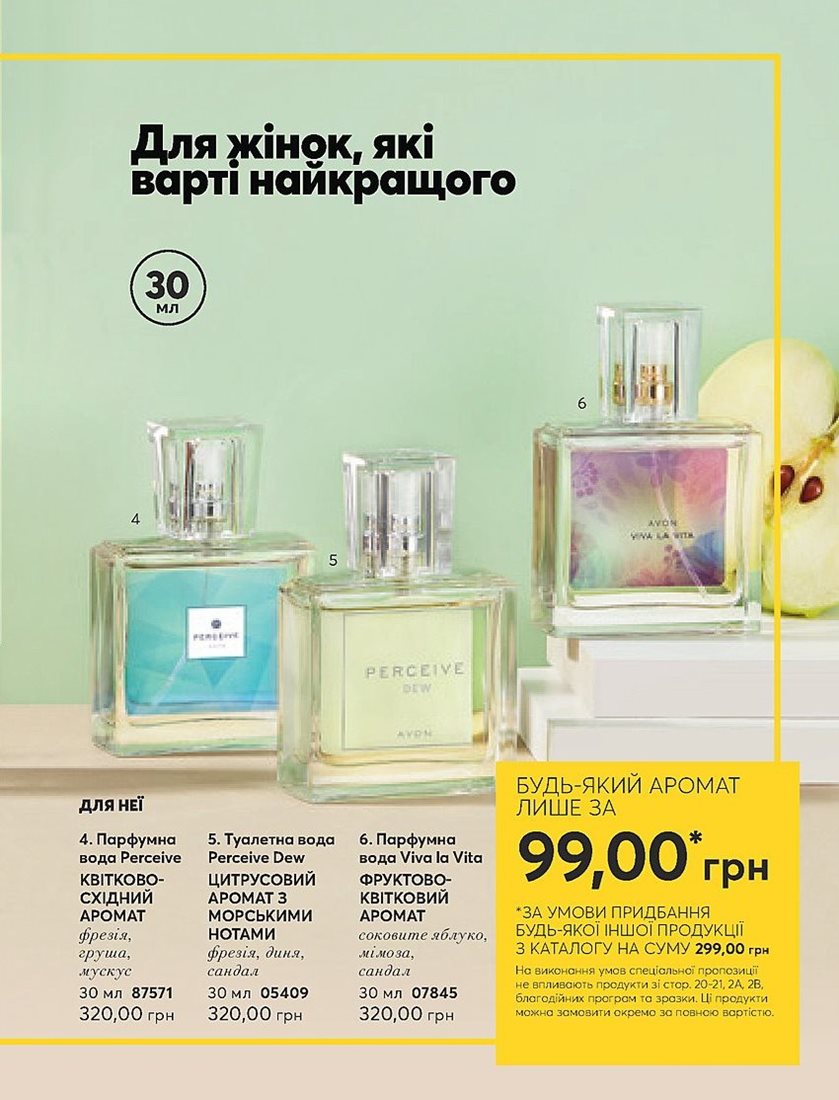 Для жінок, які
варті найкращого
30
мл
6
4
5
AVON
VIVA LA VITA
PERCEIVE
PERCEIVE
DEW
AVON
ДЛЯ НЕЇ
4. Парфумна
вода Perceive
КВІТКОВО-
СХІДНИЙ
АРОМАТ
фрезія,
груша,
мускус
30 мл 87571
320,00 грн
5. Туалетна вода
Perceive Dew
ЦИТРУСОВИЙ
АРОМАТ З
МОРСЬКИМИ
НОТАМИ
фрезія, диня,
сандал
30 мл 05409
320,00 грн
6. Парфумна
вода Viva la Vita
ФРУКТОВО-
КВІТКОВИЙ
АРОМАТ
соковите яблуко,
мімоза,
сандал
30 мл 07845
320,00 грн
БУДЬ-ЯКИЙ АРОМАТ
ЛИШЕ ЗА
99,00* грн
*ЗА УМОВИ ПРИДБАННЯ
БУДЬ-ЯКОЇ ІНШОЇ ПРОДУКЦІЇ
З КАТАЛОГУ НА СУМУ 299,00 грн
На виконання умов спеціальної пропозиції
не впливають продукти зі стор. 20-21, 2А, 2В,
благодійних програм та зразки. Ці продукти
можна замовити окремо за повною вартістю.